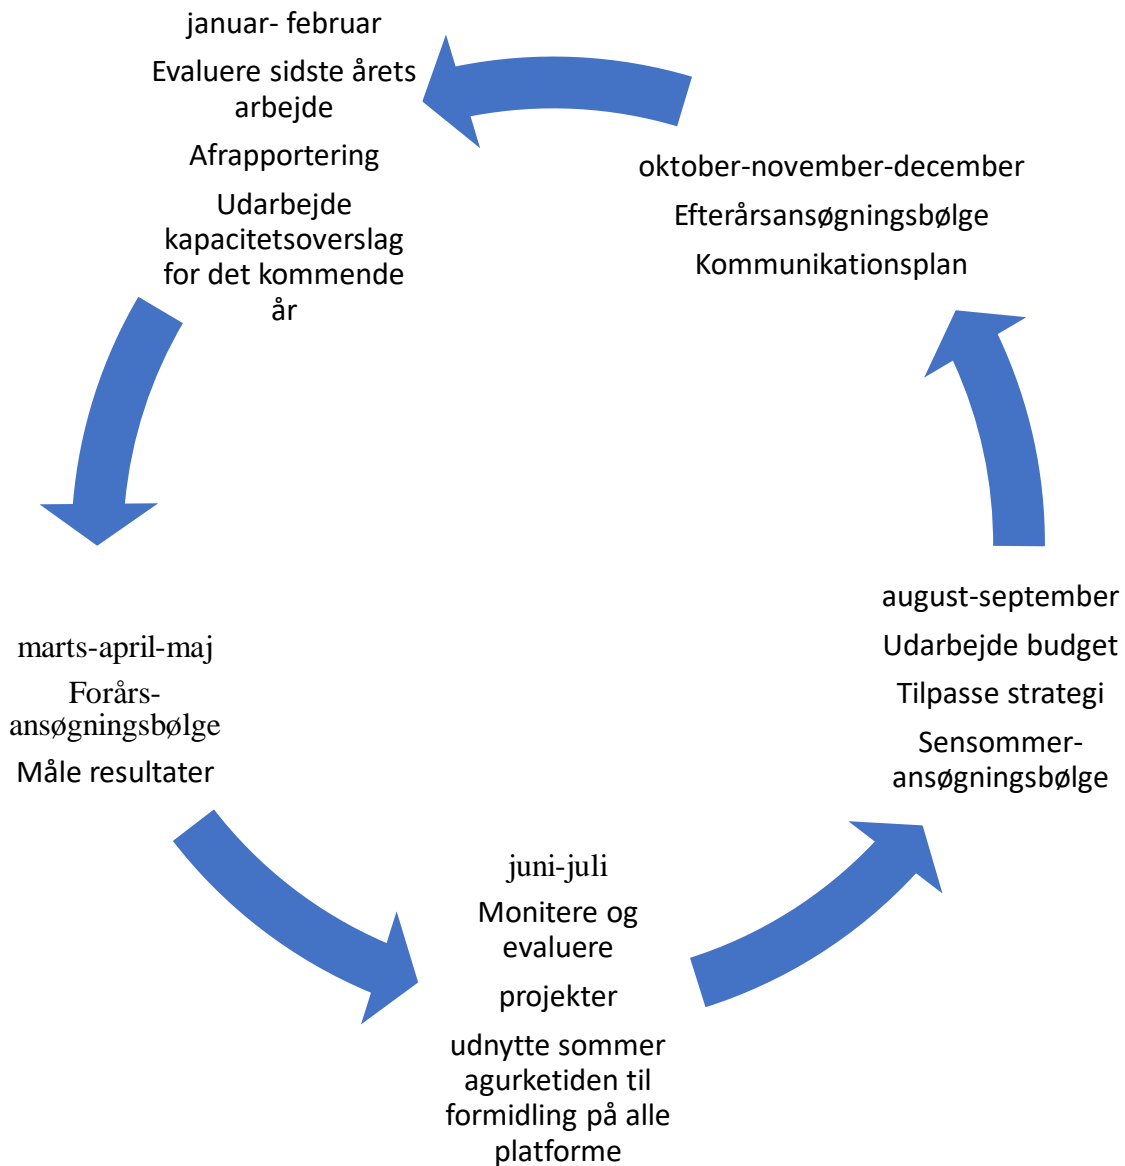 januar- februar
Evaluere sidste årets
arbejde
Afrapportering
Udarbejde
kapacitetsoverslag
for det kommende
år
marts-april-maj
Forårs-
ansøgningsbølge
Måle resultater
juni-juli
Monitere og
evaluere
projekter
udnytte sommer
agurketiden til
formidling på alle
platforme
august-september
Udarbejde budget
Tilpasse strategi
Sensommer-
ansøgningsbølge
oktober-november-december
Efterårsansøgningsbølge
Kommunikationsplan